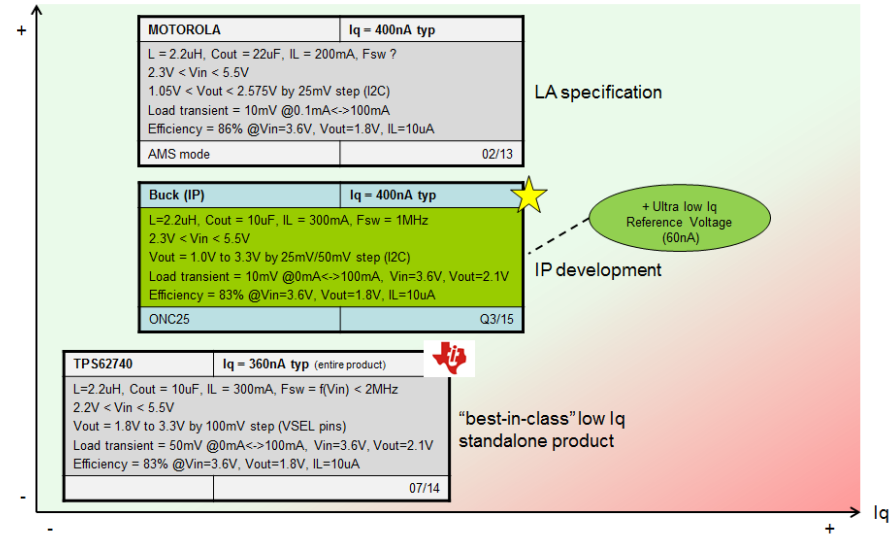 +
MOTOROLA Iq = 400nA typ
L = 2.2uH, Cout = 22uF, IL = 200mA, Fsw ?
2.3V < Vin < 5.5V
1.05V < Vout < 2.575V by 25mV step (I2C)
Load transient = 10mV @0.1mA<->100mA
Efficiency = 86% @Vin=3.6V, Vout=1.8V, IL=10uA
AMS mode 02/13
LA specification
Buck (IP) Iq = 400nA typ
L=2.2uH, Cout = 10uF, IL = 300mA, Fsw = 1MHz
2.3V < Vin < 5.5V
Vout = 1.0V to 3.3V by 25mV/50mV step (I2C)
Load transient = 10mV @0mA<->100mA, Vin=3.6V, Vout=2.1V
Efficiency = 83% @Vin=3.6V, Vout=1.8V, IL=10uA
ONC25 Q3/15
+ Ultra low Iq
Reference Voltage
(60nA)
IP development
TPS62740 Iq = 360nA typ (entire product)
ti
L=2.2uH, Cout = 10uF, IL = 300mA, Fsw = f(Vin) < 2MHz
2.2V < Vin < 5.5V
Vout = 1.8V to 3.3V by 100mV step (VSEL pins)
Load transient = 50mV @0mA<->100mA, Vin=3.6V, Vout=2.1V
Efficiency = 83% @Vin=3.6V, Vout=1.8V, IL=10uA
07/14
"best-in-class" low Iq
standalone product
-
Iq
-
+